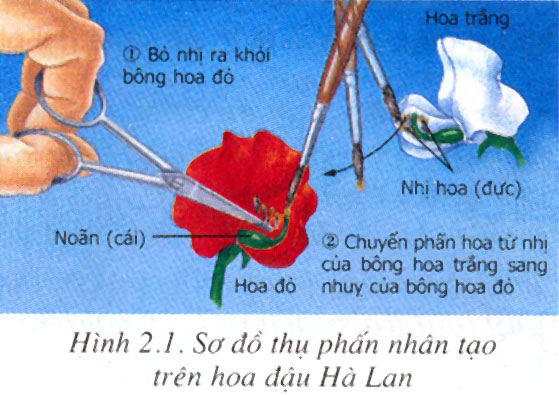 Hoa trắng
① Bỏ nhị ra khỏi
bông hoa đỏ
Nhị hoa (đực)
Noãn (cái)
Hoa đỏ
② Chuyển phấn hoa từ nhị
của bông hoa trắng sang
nhuỵ của bông hoa đỏ
Hình 2.1. Sơ đồ thụ phấn nhân tạo
trên hoa đậu Hà Lan